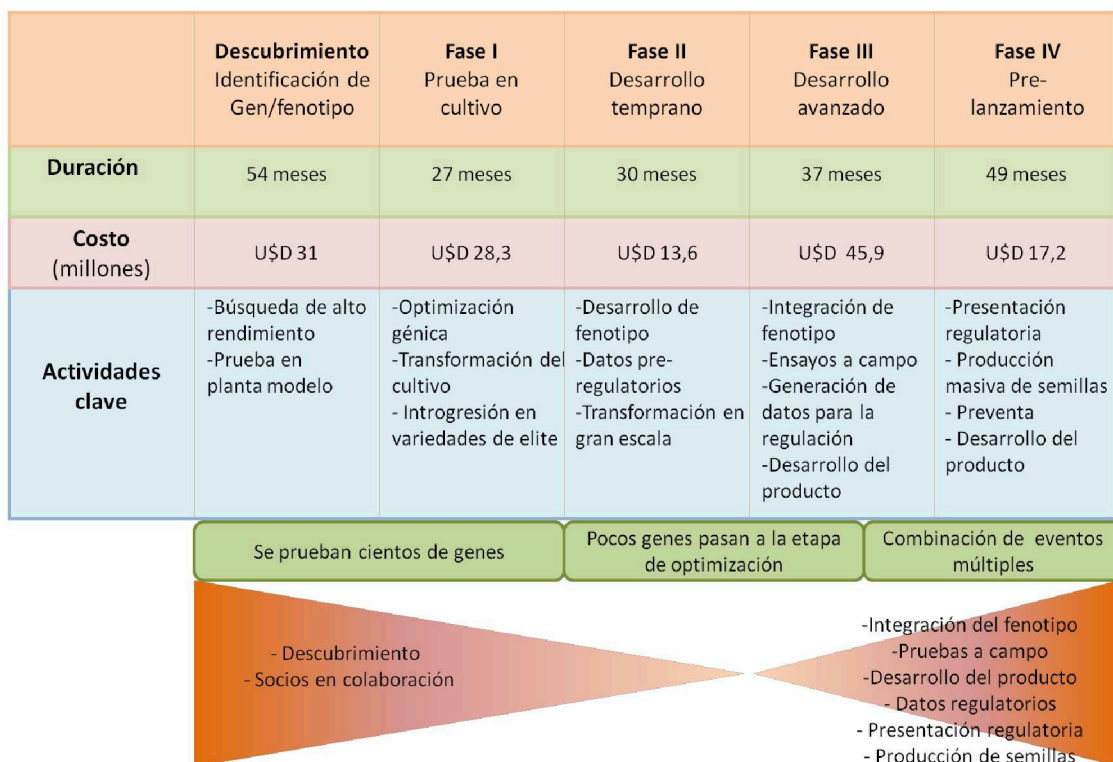 Descubrimiento
Identificación de
Gen/fenotipo
Fase I
Prueba en
cultivo
Fase II
Desarrollo
temprano
Fase III
Desarrollo
avanzado
Fase IV
Pre-
lanzamiento
Duración
54 meses
27 meses
30 meses
37 meses
49 meses
Costo
(millones)
U$D 31
U$D 28,3
U$D 13,6
U$D 45,9
U$D 17,2
Actividades
clave
-Búsqueda de alto
rendimiento
-Prueba en
planta modelo
-Optimización
génica
-Transformación del
cultivo
- Introgresión en
variedades de elite
-Desarrollo de
fenotipo
-Datos pre-
regulatorios
-Transformación en
gran escala
-Integración de
fenotipo
-Ensayos a campo
-Generación de
datos para la
regulación
-Desarrollo del
producto
-Presentación
regulatoria
- Producción
masiva de semillas
- Preventa
- Desarrollo del
producto
Se prueban cientos de genes
Pocos genes pasan a la etapa
de optimización
Combinación de eventos
múltiples
- Descubrimiento
- Socios en colaboración
-Integración del fenotipo
-Pruebas a campo
-Desarrollo del producto
- Datos regulatorios
- Presentación regulatoria
- Producción de semillas